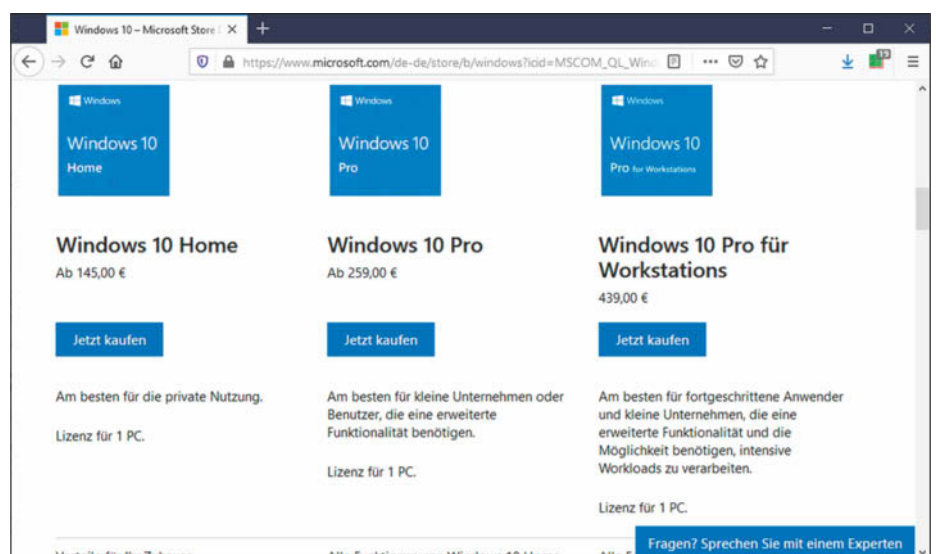 Windows 10 – Microsoft Store
https://www.microsoft.com/de-de/store/b/windows?icid=MSCOM_QL_Wind
Windows
Windows 10
Home
Windows
Windows 10
Pro
Windows
Windows 10
Pro for Workstations
Windows 10 Home
Ab 145,00 €
Jetzt kaufen
Am besten für die private Nutzung.
Lizenz für 1 PC.
Windows 10 Pro
Ab 259,00 €
Jetzt kaufen
Am besten für kleine Unternehmen oder
Benutzer, die eine erweiterte
Funktionalität benötigen.
Lizenz für 1 PC.
Windows 10 Pro für
Workstations
439,00 €
Jetzt kaufen
Am besten für fortgeschrittene Anwender
und kleine Unternehmen, die eine
erweiterte Funktionalität und die
Möglichkeit benötigen, intensive
Workloads zu verarbeiten.
Lizenz für 1 PC.
Fragen? Sprechen Sie mit einem Experten